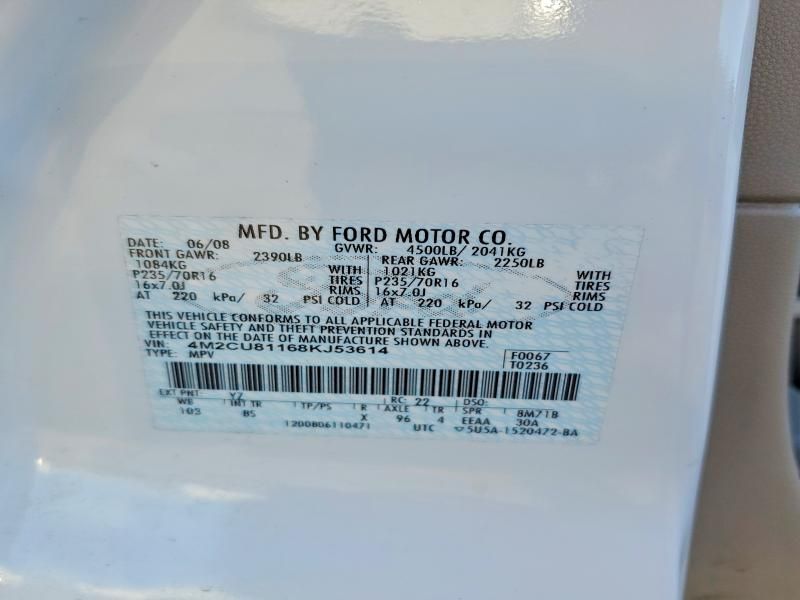 MFD. BY FORD MOTOR CO.
DATE: 06/08 GVWR: 4500LB/ 2041KG
FRONT GAWR: 2390LB REAR GAWR: 2250LB
1084KG WITH 1021KG WITH
P235/70R16 TIRES P235/70R16 TIRES
16x7.0J RIMS 16x7.0J RIMS
AT 220 kPa/ 32 PSI COLD AT 220 kPa/ 32 PSI COLD
THIS VEHICLE CONFORMS TO ALL APPLICABLE FEDERAL MOTOR
VEHICLE SAFETY AND THEFT PREVENTION STANDARDS IN
EFFECT ON THE DATE OF MANUFACTURE SHOWN ABOVE.
4M2CU81168KJ53614 F0067
TYPE: MPV T0236
EXT PNT: YZ RC: 22 DSO:
WB INT TR TP/PS R AXLE TR SPR 8M71B
103 B5 X 96 4 EEAA 30A
1200806110471 UTC 5U5A-1520472-BA